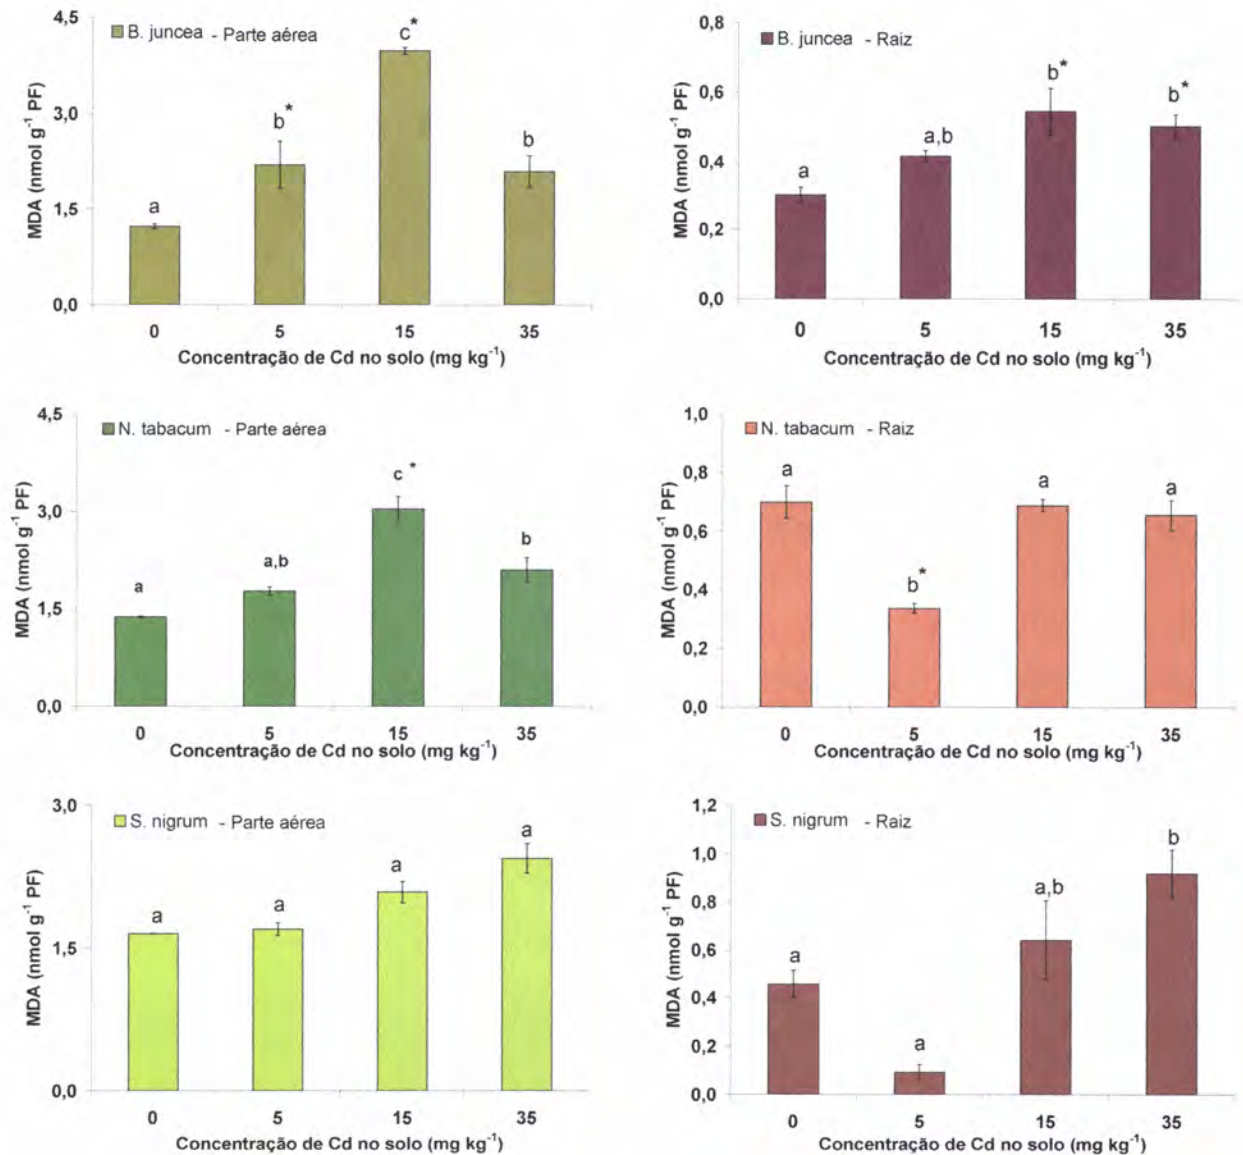 B. juncea - Parte aérea
MDA (nmol g⁻¹ PF)
4,5
3,0
1,5
0,0
a
b*
c*
b
0 5 15 35
Concentração de Cd no solo (mg kg⁻¹)
B. juncea - Raiz
MDA (nmol g⁻¹ PF)
0,8
0,6
0,4
0,2
0,0
a
a,b
b*
b*
0 5 15 35
Concentração de Cd no solo (mg kg⁻¹)
N. tabacum - Parte aérea
MDA (nmol g⁻¹ PF)
4,5
3,0
1,5
0,0
a
a,b
c*
b
0 5 15 35
Concentração de Cd no solo (mg kg⁻¹)
N. tabacum - Raiz
MDA (nmol g⁻¹ PF)
1,0
0,8
0,6
0,4
0,2
0,0
a
b*
a
a
0 5 15 35
Concentração de Cd no solo (mg kg⁻¹)
S. nigrum - Parte aérea
MDA (nmol g⁻¹ PF)
3,0
1,5
0,0
a
a
a
a
0 5 15 35
Concentração de Cd no solo (mg kg⁻¹)
S. nigrum - Raiz
MDA (nmol g⁻¹ PF)
1,2
1,0
0,8
0,6
0,4
0,2
0,0
a
a
a,b
b
0 5 15 35
Concentração de Cd no solo (mg kg⁻¹)